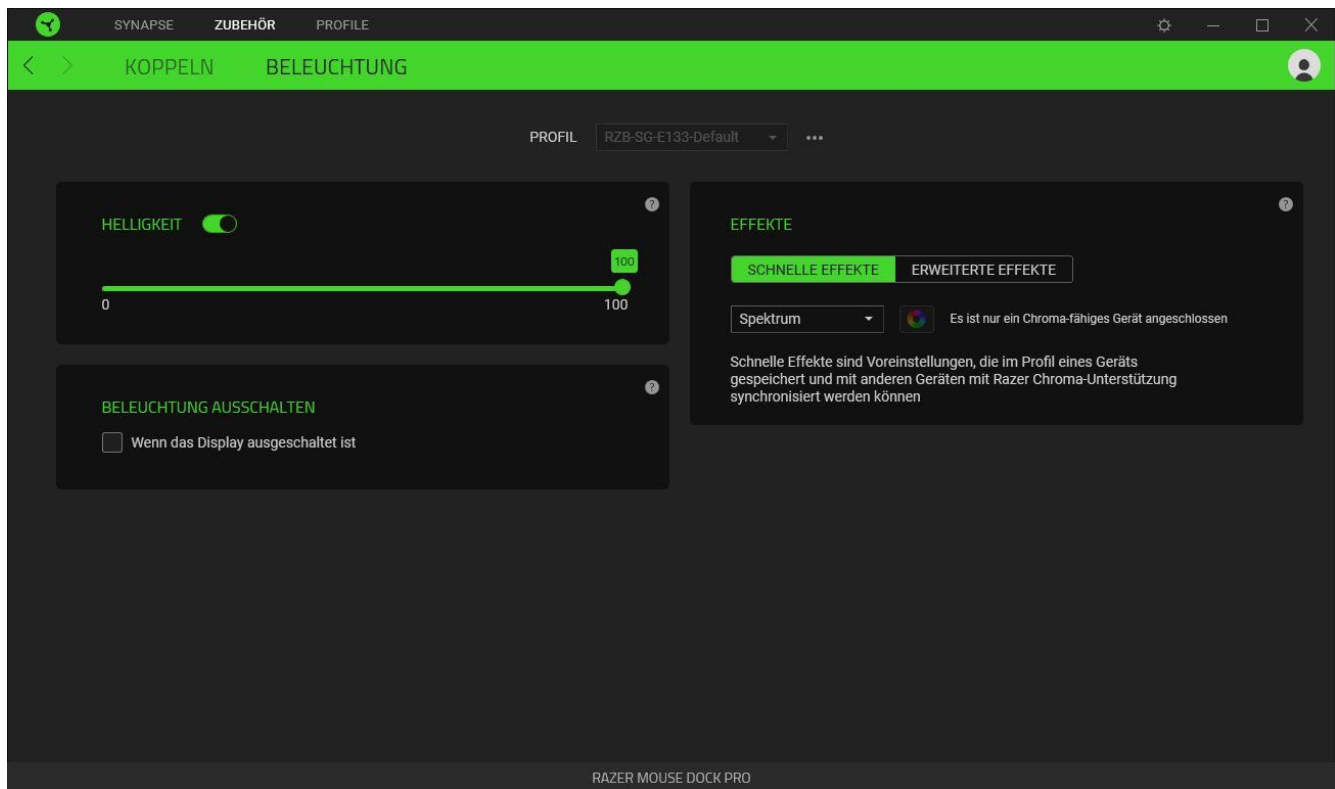 SYNAPSE ZUBEHÖR PROFILE
KOPPELN BELEUCHTUNG
PROFIL RZB-SG-E133-Default
HELLIGKEIT
100
0 100
BELEUCHTUNG AUSSCHALTEN
Wenn das Display ausgeschaltet ist
EFFEKTE
SCHNELLE EFFEKTE ERWEITERTE EFFEKTE
Spektrum Es ist nur ein Chroma-fähiges Gerät angeschlossen
Schnelle Effekte sind Voreinstellungen, die im Profil eines Geräts
gespeichert und mit anderen Geräten mit Razer Chroma-Unterstützung
synchronisiert werden können
RAZER MOUSE DOCK PRO